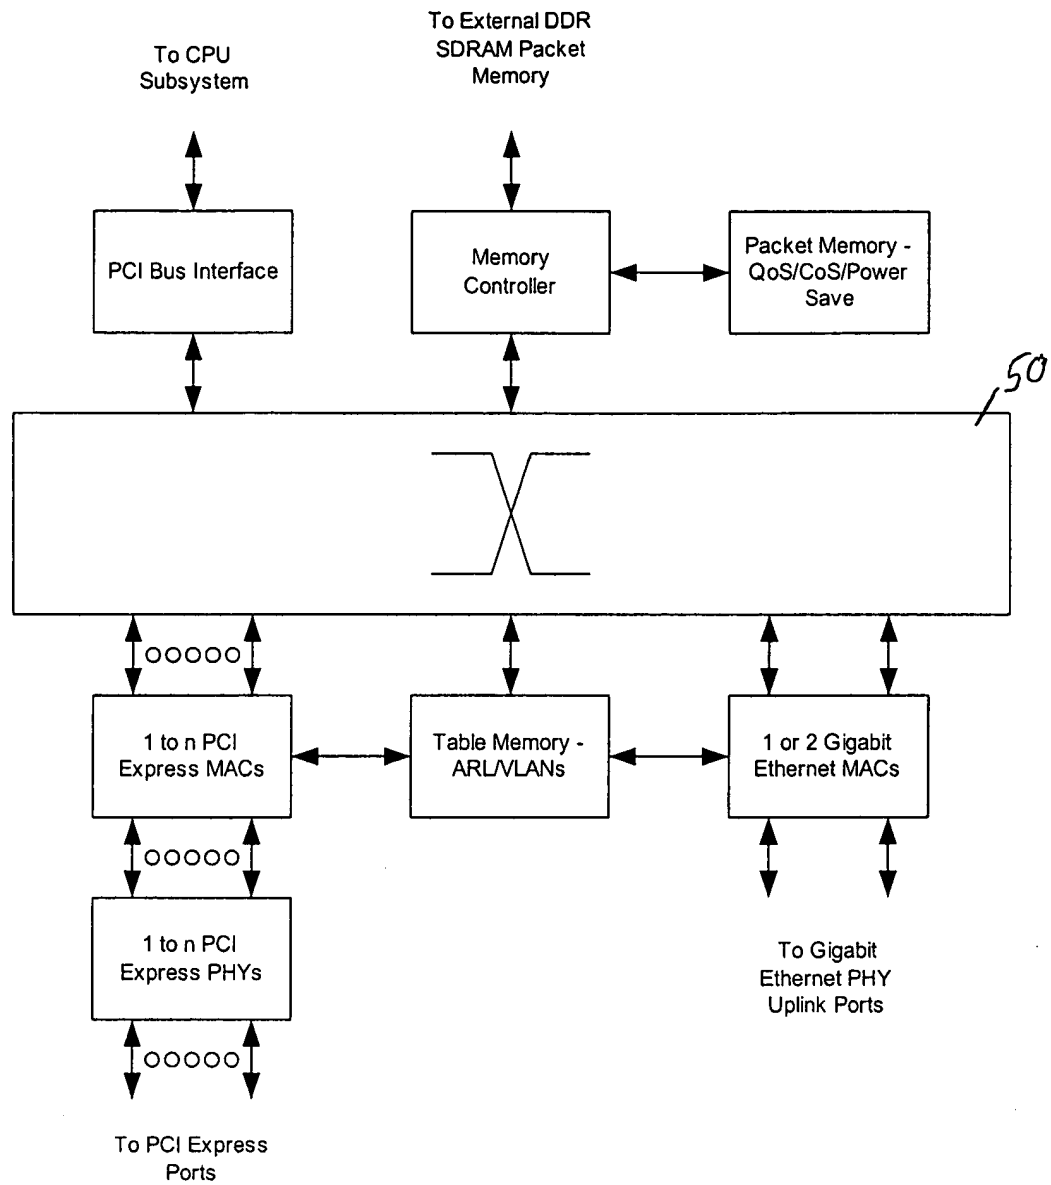 To External DDR
SDRAM Packet
Memory
To CPU
Subsystem
PCI Bus Interface
Memory
Controller
Packet Memory -
QoS/CoS/Power
Save
50
1 to n PCI
Express MACs
Table Memory -
ARL/VLANs
1 or 2 Gigabit
Ethernet MACs
1 to n PCI
Express PHYs
To Gigabit
Ethernet PHY
Uplink Ports
To PCI Express
Ports